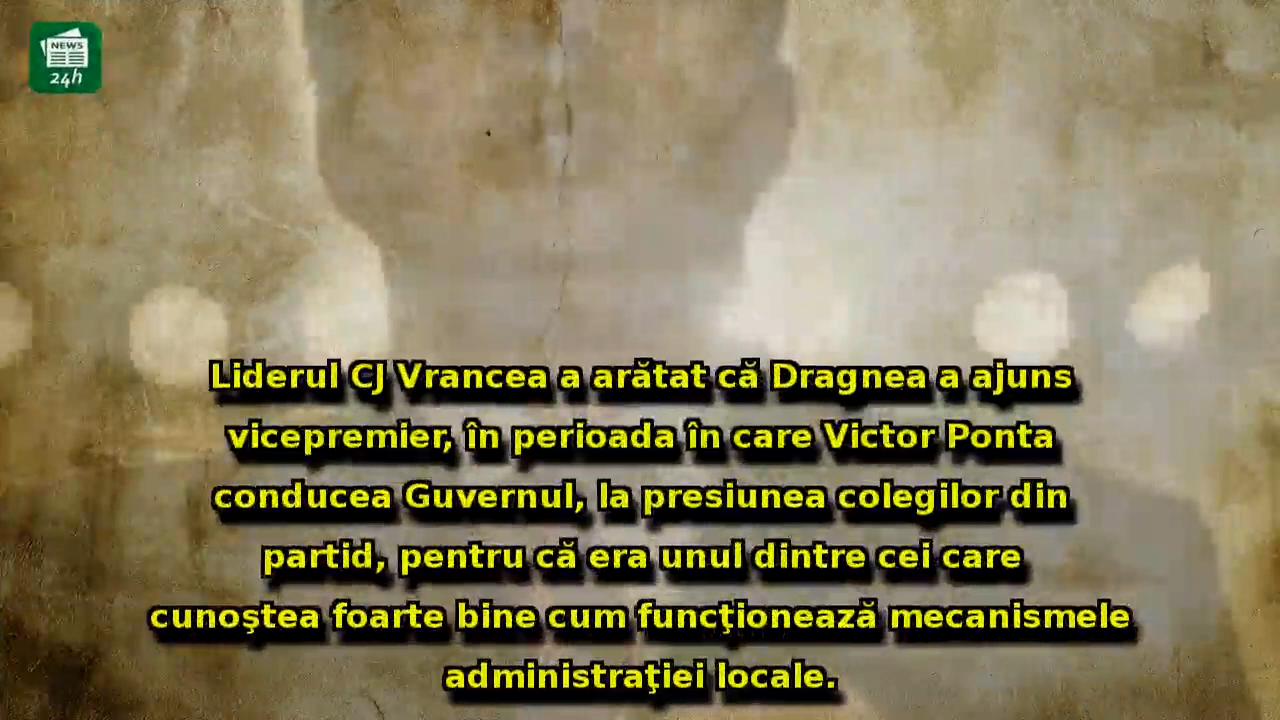 NEWS
24h
Liderul CJ Vrancea a arătat că Dragnea a ajuns
vicepremier, în perioada în care Victor Ponta
conducea Guvernul, la presiunea colegilor din
partid, pentru că era unul dintre cei care
cunoştea foarte bine cum funcţionează mecanismele
administraţiei locale.